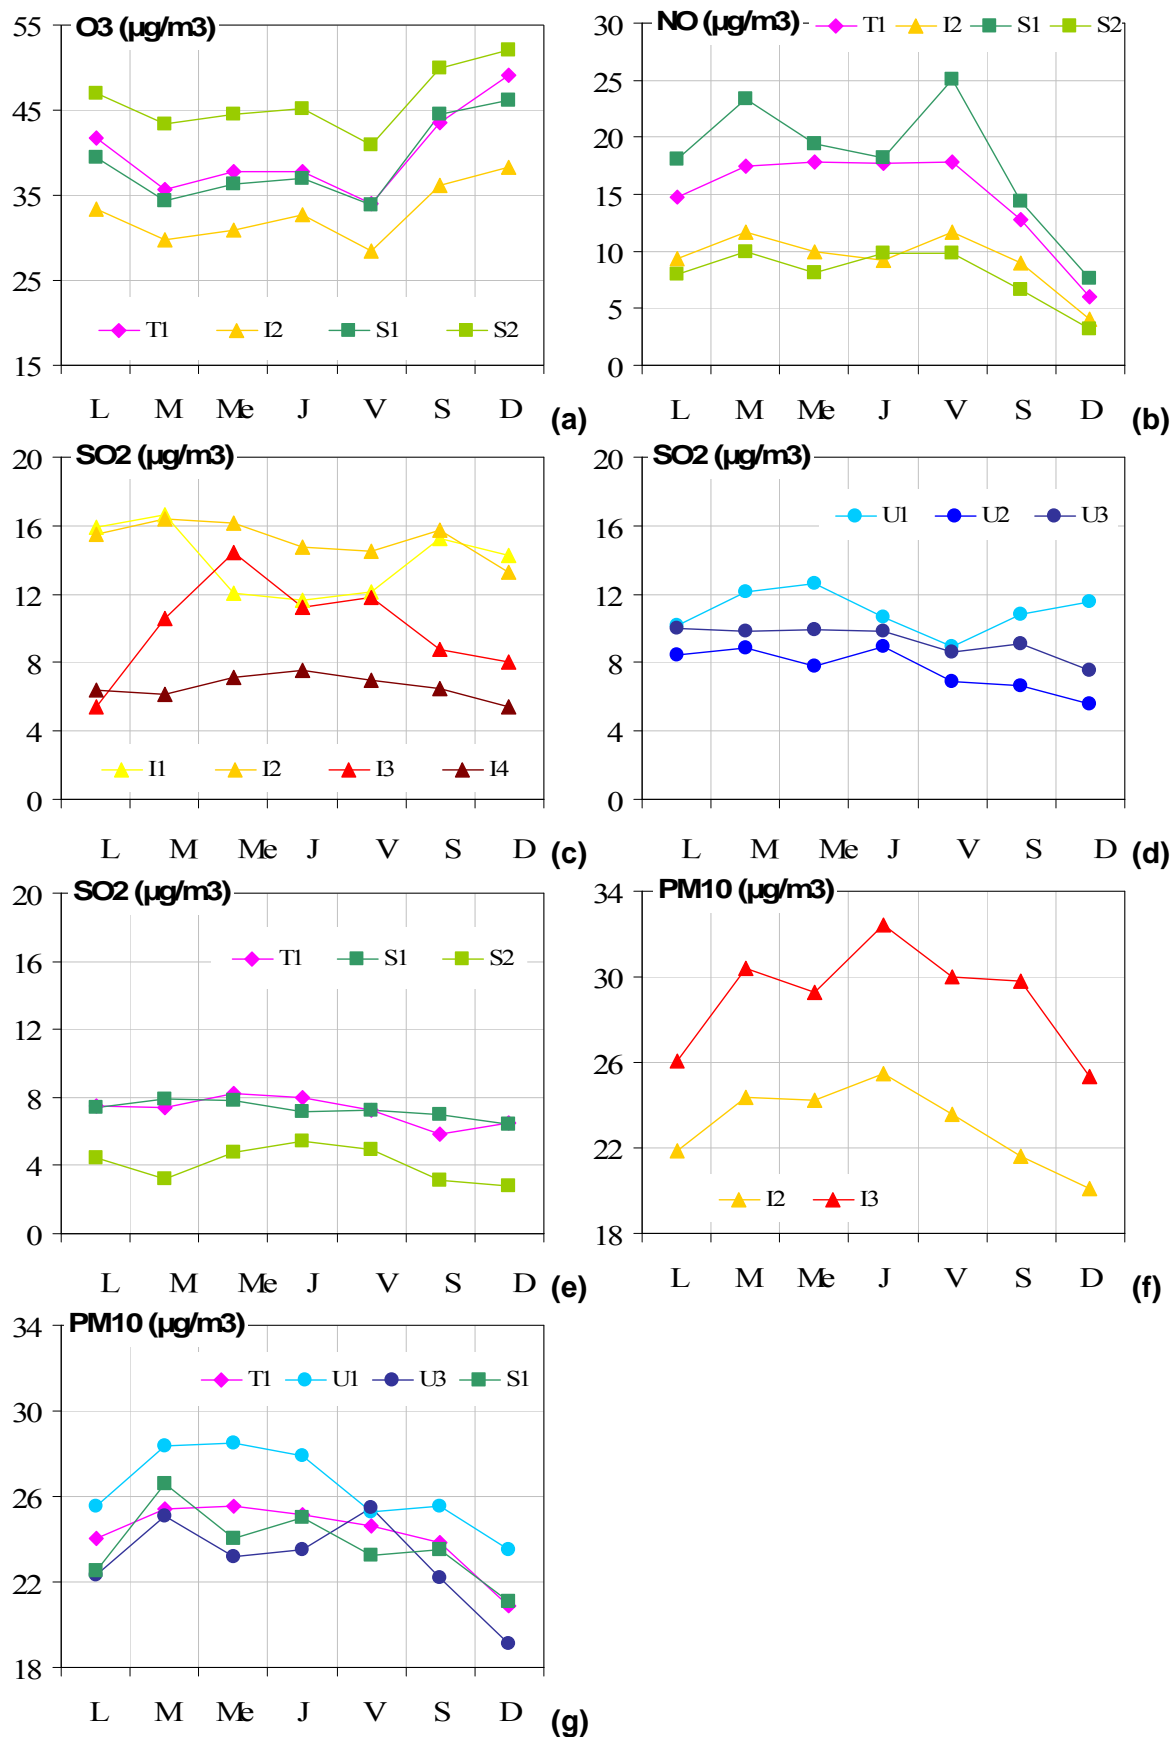 O3 (µg/m3)
55
45
35
25
15
T1 I2 S1 S2
L M Me J V S D (a)
NO (µg/m3)
T1 I2 S1 S2
30
25
20
15
10
5
0
L M Me J V S D (b)
SO2 (µg/m3)
20
16
12
8
4
0
I1 I2 I3 I4
L M Me J V S D (c)
SO2 (µg/m3)
20
16
12
8
4
0
U1 U2 U3
L M Me J V S D (d)
SO2 (µg/m3)
20
16
12
8
4
0
T1 S1 S2
L M Me J V S D (e)
PM10 (µg/m3)
34
30
26
22
18
I2 I3
L M Me J V S D (f)
PM10 (µg/m3)
34
30
26
22
18
T1 U1 U3 S1
L M Me J V S D (g)